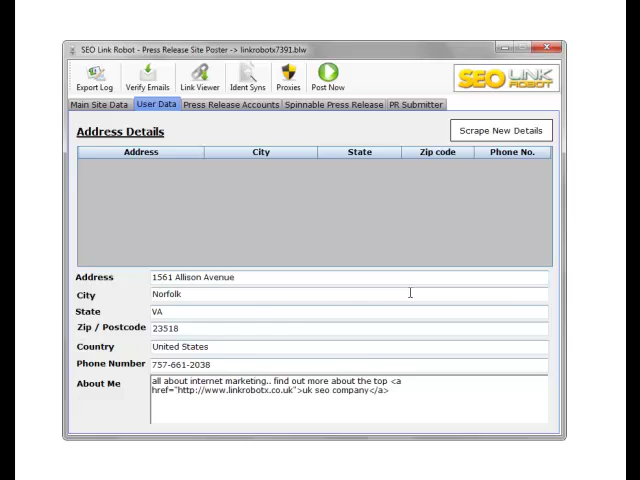 SEO Link Robot - Press Release Site Poster -> linkrobotx7391.blw
Export Log Verify Emails Link Viewer Ident Syns Proxies Post Now
SEO LINK ROBOT
Main Site Data User Data Press Release Accounts Spinnable Press Release PR Submitter
Address Details
Scrape New Details
Address City State Zip code Phone No.
Address 1561 Allison Avenue
City Norfolk
State VA
Zip / Postcode 23518
Country United States
Phone Number 757-661-2038
About Me all about internet marketing.. find out more about the top <a
href="http://www.linkrobotx.co.uk">uk seo company</a>